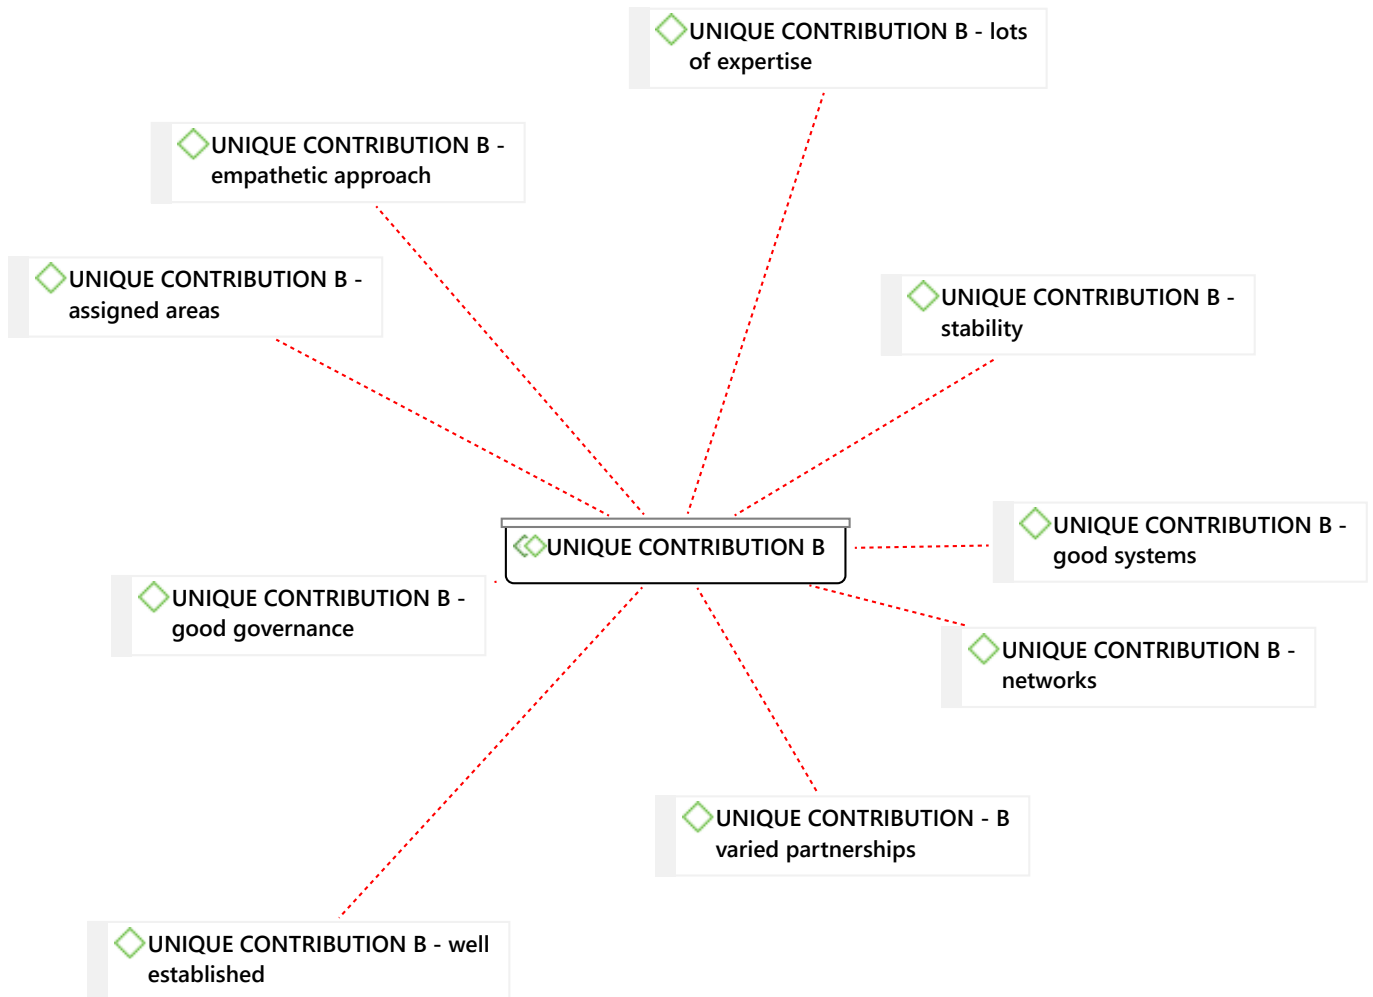 UNIQUE CONTRIBUTION B - lots
of expertise
UNIQUE CONTRIBUTION B -
empathetic approach
UNIQUE CONTRIBUTION B -
assigned areas
UNIQUE CONTRIBUTION B -
stability
UNIQUE CONTRIBUTION B -
good systems
UNIQUE CONTRIBUTION B
UNIQUE CONTRIBUTION B -
good governance
UNIQUE CONTRIBUTION B -
networks
UNIQUE CONTRIBUTION - B
varied partnerships
UNIQUE CONTRIBUTION B - well
established